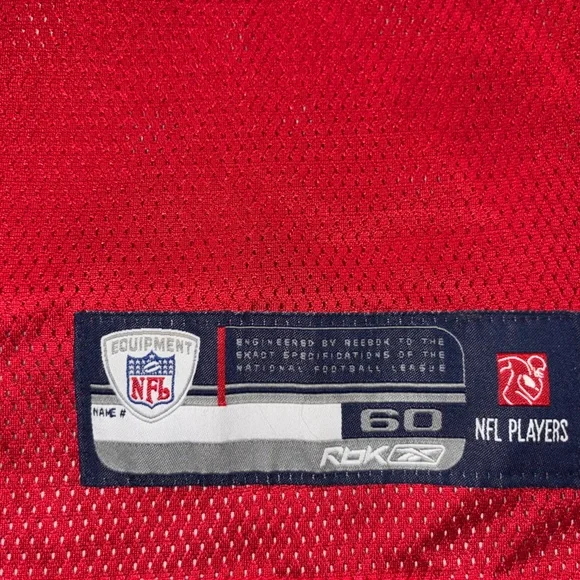 EQUIPMENT
NFL
ENGINEERED BY REEBOK TO THE
EXACT SPECIFICATIONS OF THE
NATIONAL FOOTBALL LEAGUE
NAME #
60
RBK
NFL PLAYERS